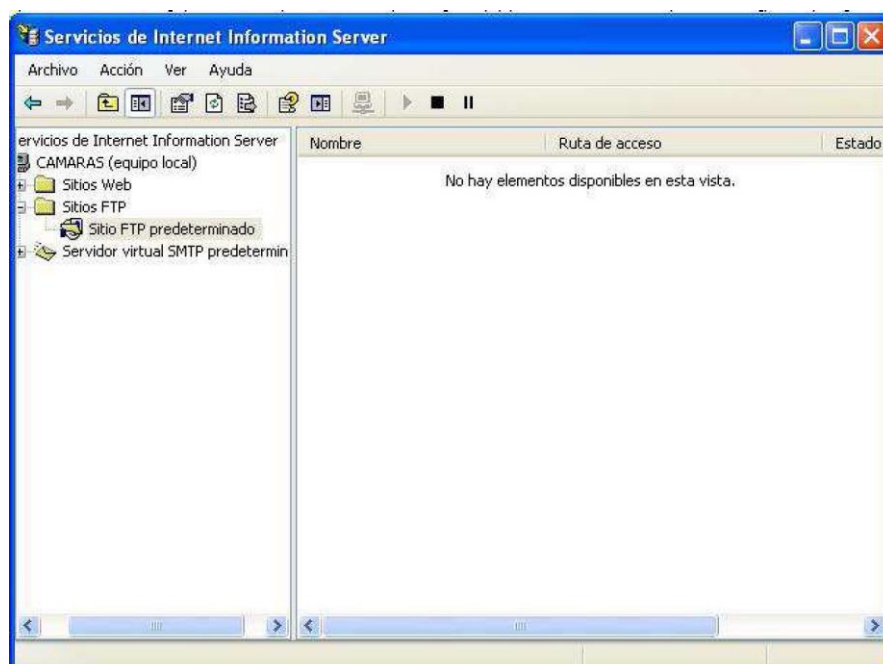 Servicios de Internet Information Server
Archivo Acción Ver Ayuda
ervicios de Internet Information Server
CAMARAS (equipo local)
Sitios Web
Sitios FTP
Sitio FTP predeterminado
Servidor virtual SMTP predetermin
Nombre Ruta de acceso Estado
No hay elementos disponibles en esta vista.